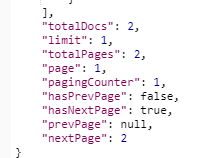 ],
"totalDocs": 2,
"limit": 1,
"totalPages": 2,
"page": 1,
"pagingCounter": 1,
"hasPrevPage": false,
"hasNextPage": true,
"prevPage": null,
"nextPage": 2
}